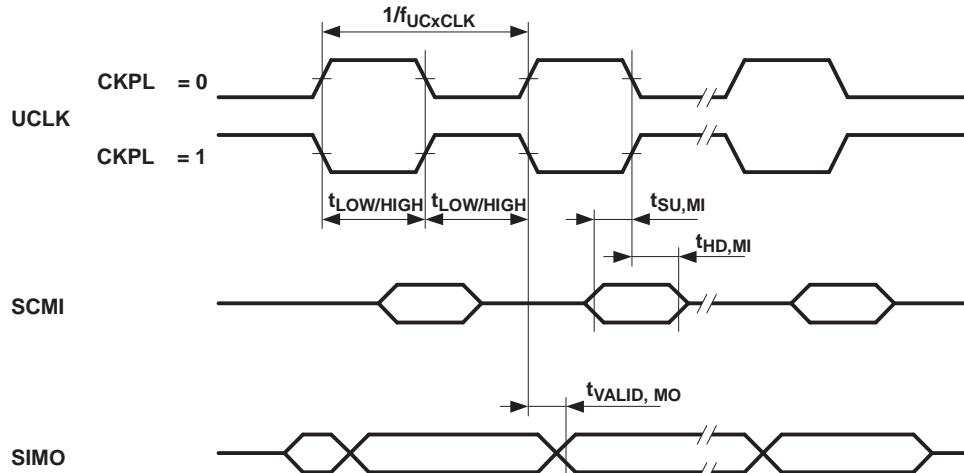 1/fUCxCLK
CKPL = 0
UCLK
CKPL = 1
tLOW/HIGH tLOW/HIGH
tSU,MI
tHD,MI
SCMI
tVALID, MO
SIMO